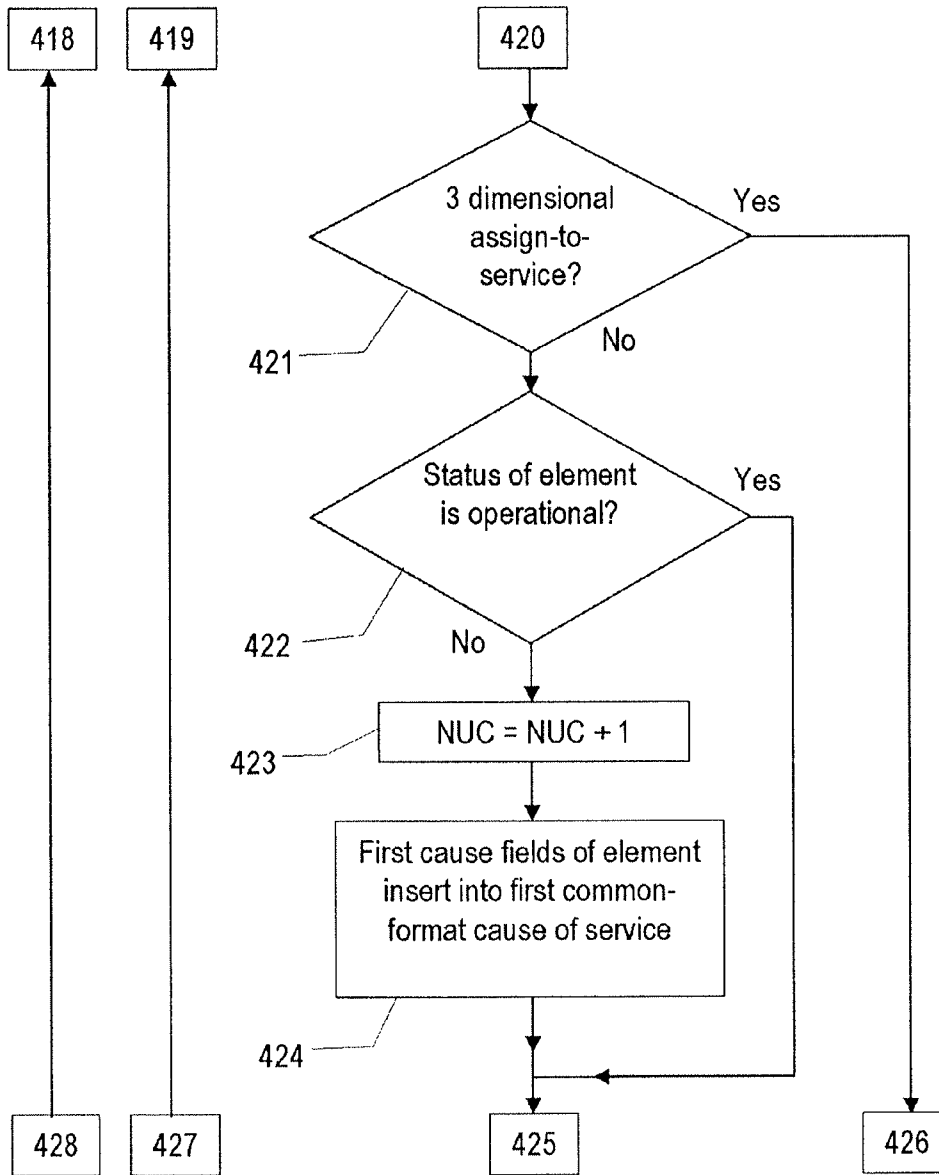 418
419
420
3 dimensional
assign-to-
service?
Yes
421
No
Status of element
is operational?
Yes
422
No
NUC = NUC + 1
423
First cause fields of element
insert into first common-
format cause of service
424
428
427
425
426